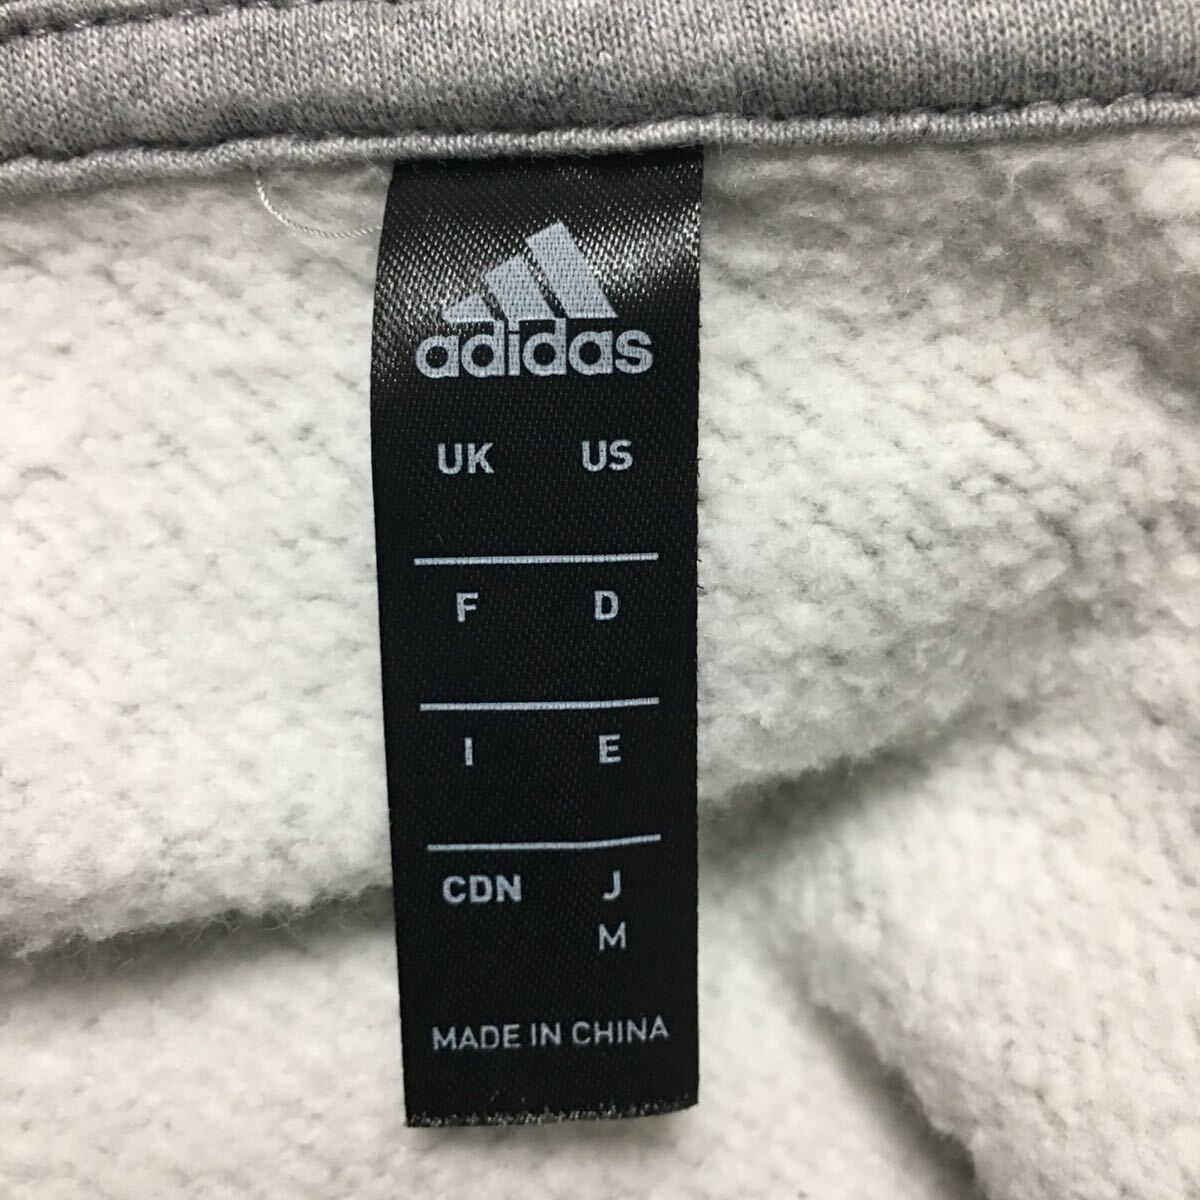 adidas
UK US
F D
I E
CDN J
M
MADE IN CHINA